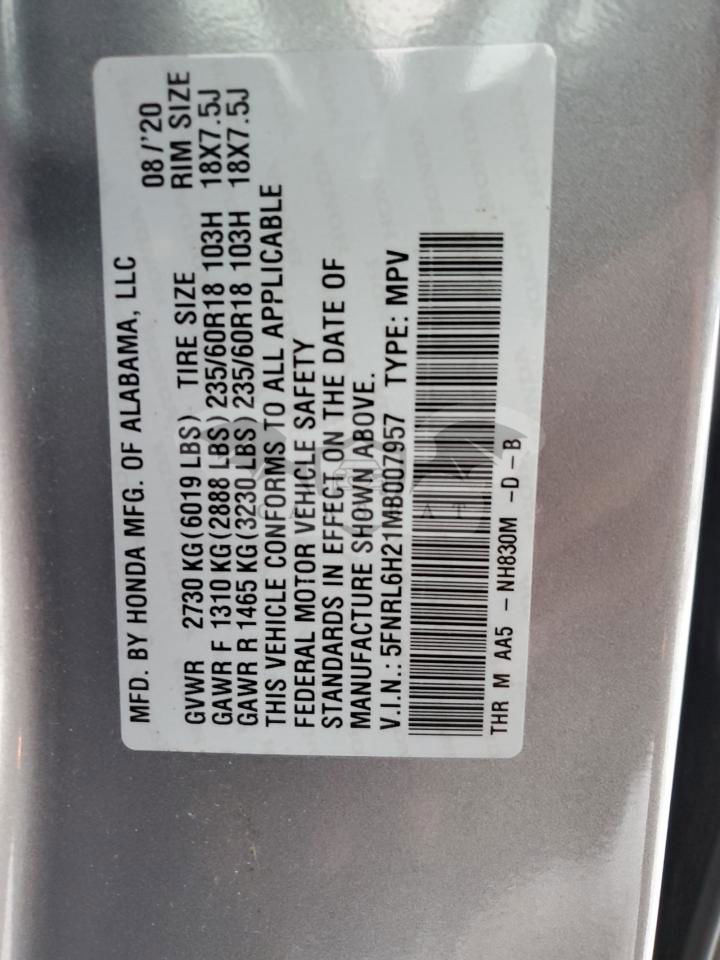 MFD. BY HONDA MFG. OF ALABAMA, LLC 08/'20
GVWR 2730 KG(6019 LBS) TIRE SIZE RIM SIZE
GAWR F 1310 KG(2888 LBS) 235/60R18 103H 18X7.5J
GAWR R 1465 KG(3230 LBS) 235/60R18 103H 18X7.5J
THIS VEHICLE CONFORMS TO ALL APPLICABLE
FEDERAL MOTOR VEHICLE SAFETY
STANDARDS IN EFFECT ON THE DATE OF
MANUFACTURE SHOWN ABOVE.
V.I.N.: 5FNRL6H21MB007957 TYPE: MPV
THR M AA5 - NH830M -D-B